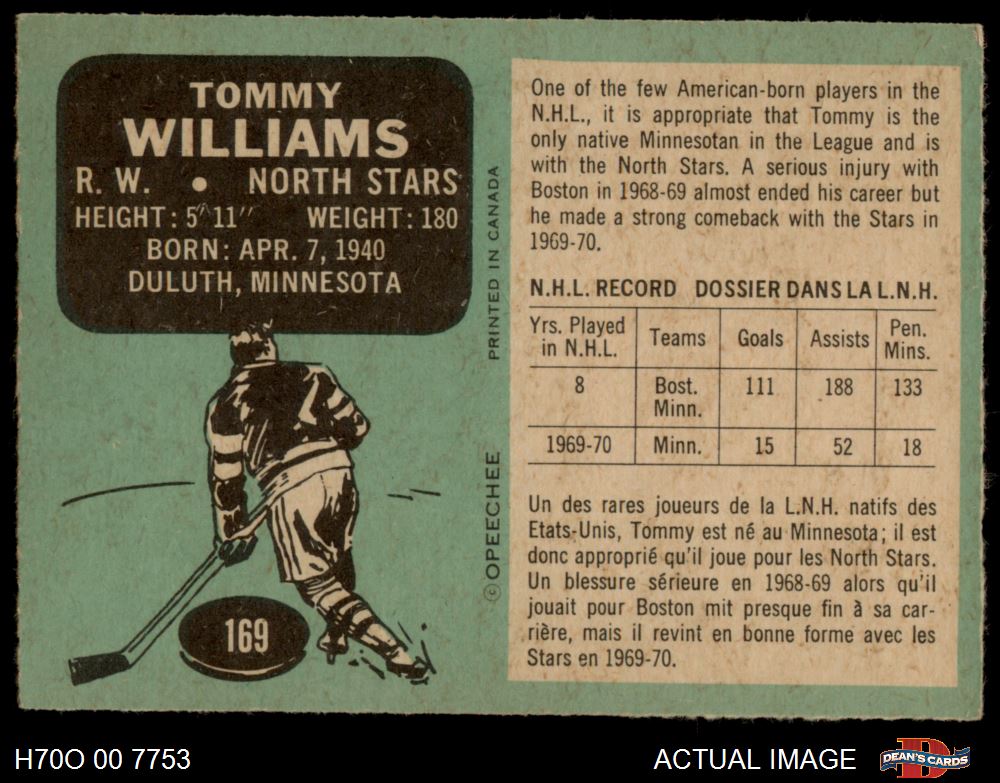 TOMMY
WILLIAMS
R. W. • NORTH STARS
HEIGHT: 5' 11'' WEIGHT: 180
BORN: APR. 7, 1940
DULUTH, MINNESOTA
169
©OPEECHEE PRINTED IN CANADA
One of the few American-born players in the
N.H.L., it is appropriate that Tommy is the
only native Minnesotan in the League and is
with the North Stars. A serious injury with
Boston in 1968-69 almost ended his career but
he made a strong comeback with the Stars in
1969-70.
N.H.L. RECORD DOSSIER DANS LA L.N.H.
Yrs. Played in N.H.L. Teams Goals Assists Pen. Mins.
8 Bost. Minn. 111 188 133
1969-70 Minn. 15 52 18
Un des rares joueurs de la L.N.H. natifs des
Etats-Unis, Tommy est né au Minnesota; il est
donc approprié qu'il joue pour les North Stars.
Un blessure sérieure en 1968-69 alors qu'il
jouait pour Boston mit presque fin à sa car-
rière, mais il revint en bonne forme avec les
Stars en 1969-70.
H70O 00 7753
ACTUAL IMAGE
DEAN'S CARDS